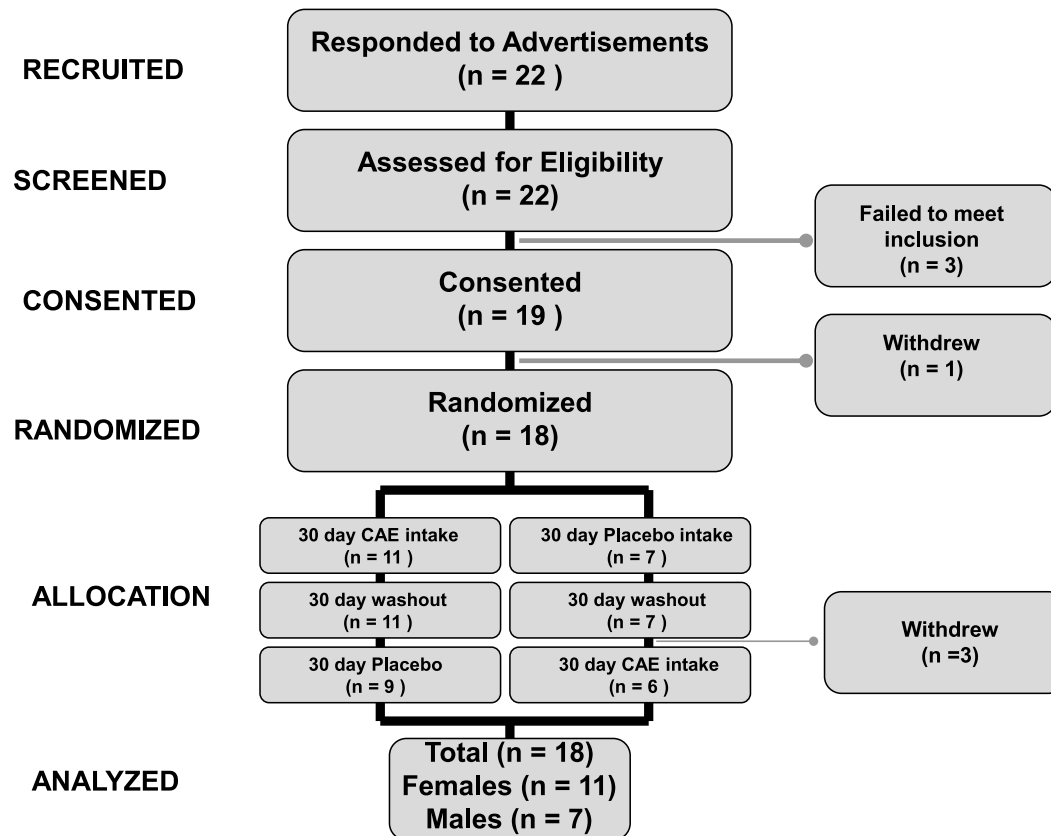 RECRUITED
Responded to Advertisements
(n = 22 )
SCREENED
Assessed for Eligibility
(n = 22)
Failed to meet
inclusion
(n = 3)
CONSENTED
Consented
(n = 19 )
Withdrew
(n = 1)
RANDOMIZED
Randomized
(n = 18)
ALLOCATION
30 day CAE intake
(n = 11 )
30 day Placebo intake
(n = 7 )
30 day washout
(n = 11 )
30 day washout
(n = 7 )
Withdrew
(n =3)
30 day Placebo
(n = 9 )
30 day CAE intake
(n = 6 )
ANALYZED
Total (n = 18)
Females (n = 11)
Males (n = 7)